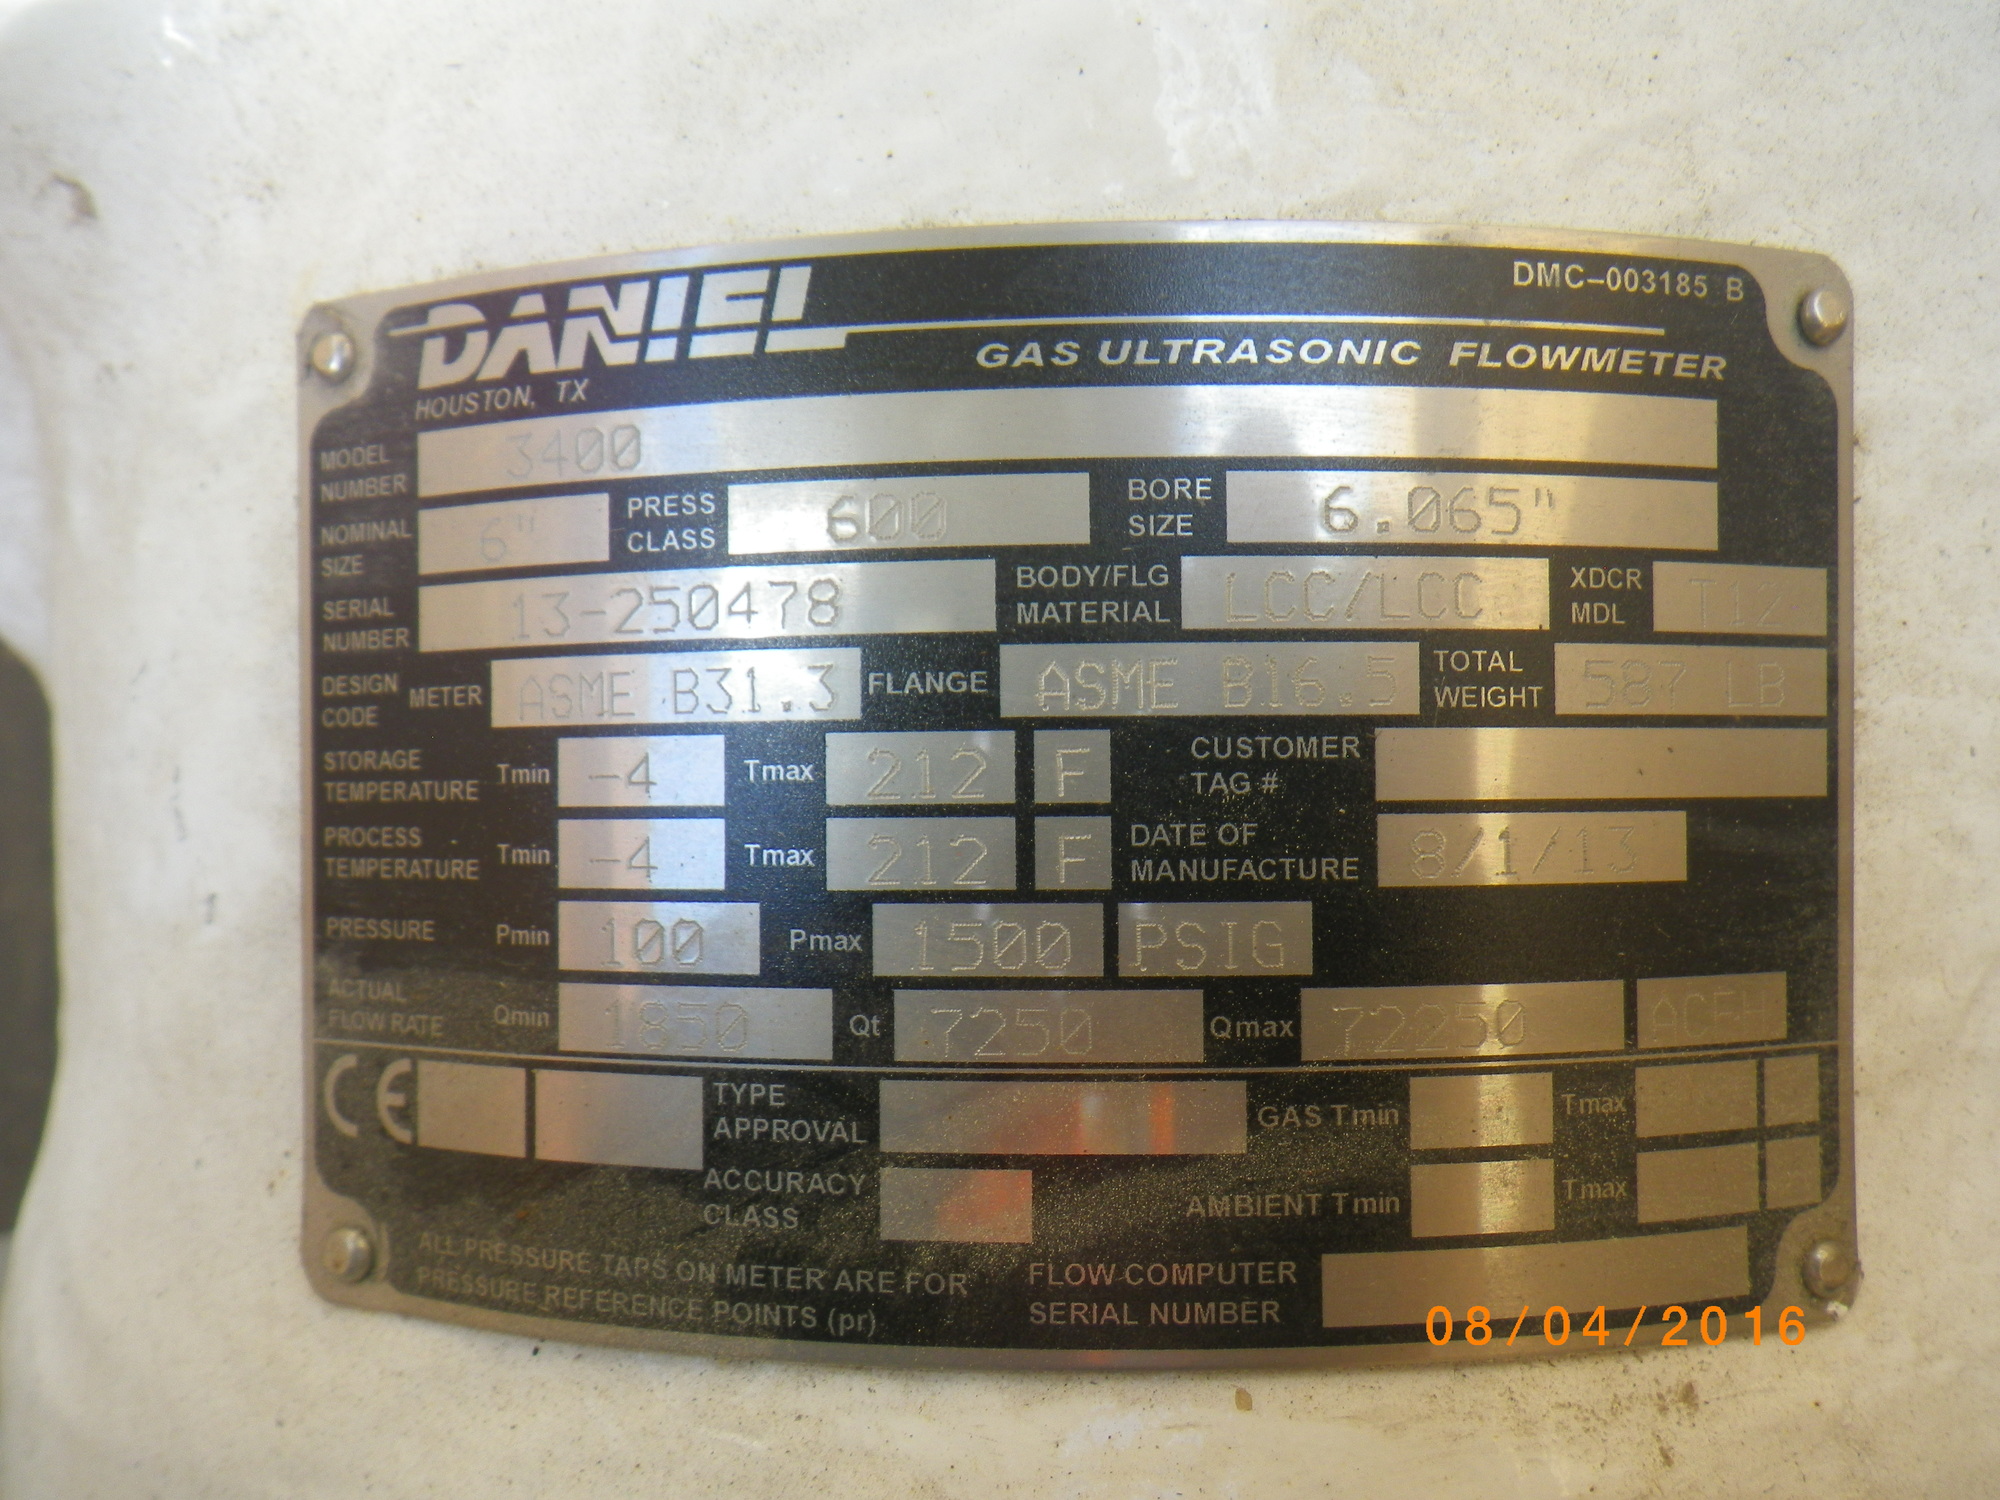 DMC–003185 B
DANIEL
HOUSTON, TX
GAS ULTRASONIC FLOWMETER
MODEL NUMBER 3400
NOMINAL SIZE 6" PRESS CLASS 600 BORE SIZE 6.065"
SERIAL NUMBER 13-250478 BODY/FLG MATERIAL LCC/LCC XDCR MDL T12
DESIGN CODE METER ASME B31.3 FLANGE ASME B16.5 TOTAL WEIGHT 587 LB
STORAGE TEMPERATURE Tmin -4 Tmax 212 F CUSTOMER TAG #
PROCESS TEMPERATURE Tmin -4 Tmax 212 F DATE OF MANUFACTURE 8/1/13
PRESSURE Pmin 100 Pmax 1500 PSIG
ACTUAL FLOW RATE Qmin 1850 Qt 7250 Qmax 72250 ACFH
CE TYPE APPROVAL GAS Tmin Tmax
ACCURACY CLASS AMBIENT Tmin Tmax
ALL PRESSURE TAPS ON METER ARE FOR
PRESSURE REFERENCE POINTS (pr)
FLOW COMPUTER
SERIAL NUMBER
08/04/2016